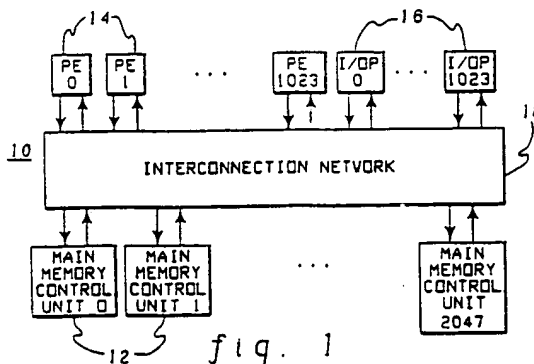 14
16
PE 0
PE 1
...
PE 1023
I/OP 0
...
I/OP 1023
10
INTERCONNECTION NETWORK
MAIN MEMORY CONTROL UNIT 0
MAIN MEMORY CONTROL UNIT 1
...
MAIN MEMORY CONTROL UNIT 2047
12
fig. 1